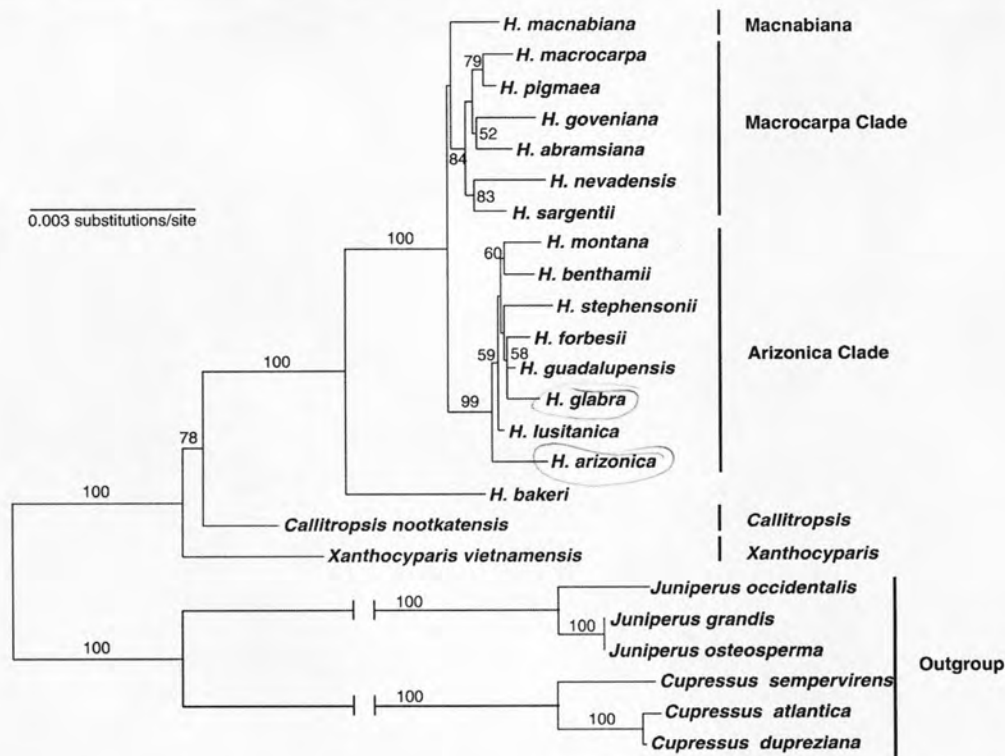 H. macnabiana
Macnabiana
H. macrocarpa
79
H. pigmaea
H. goveniana
52
Macrocarpa Clade
H. abramsiana
84
H. nevadensis
83
0.003 substitutions/site
H. sargentii
100
H. montana
60
H. benthamii
H. stephensonii
H. forbesii
59
58
Arizonica Clade
100
H. guadalupensis
H. glabra
99
H. lusitanica
78
H. arizonica
100
H. bakeri
Callitropsis nootkatensis
Callitropsis
Xanthocyparis vietnamensis
Xanthocyparis
Juniperus occidentalis
100
Juniperus grandis
100
Juniperus osteosperma
100
Outgroup
Cupressus sempervirens
100
Cupressus atlantica
100
Cupressus dupreziana